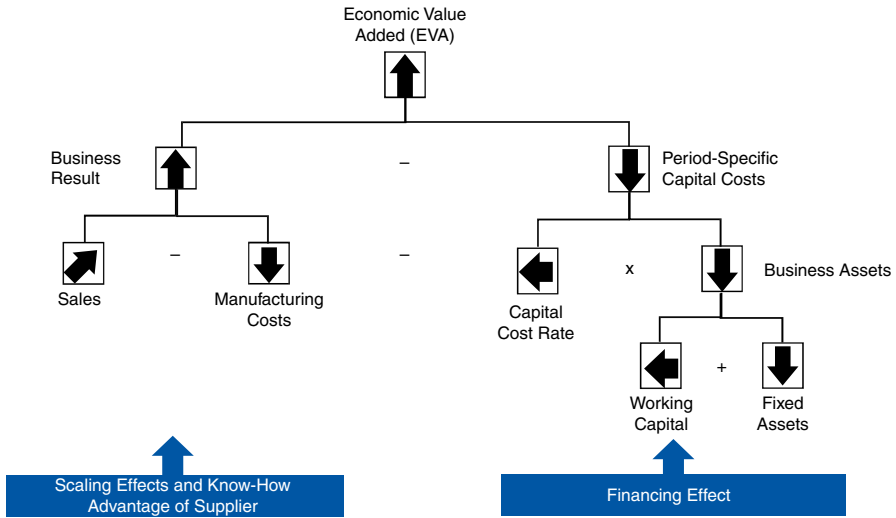 Economic Value
Added (EVA)
Business
Result
–
Period-Specific
Capital Costs
–
–
x
Business Assets
Sales
Manufacturing
Costs
Capital
Cost Rate
+
Working
Capital
Fixed
Assets
Scaling Effects and Know-How
Advantage of Supplier
Financing Effect